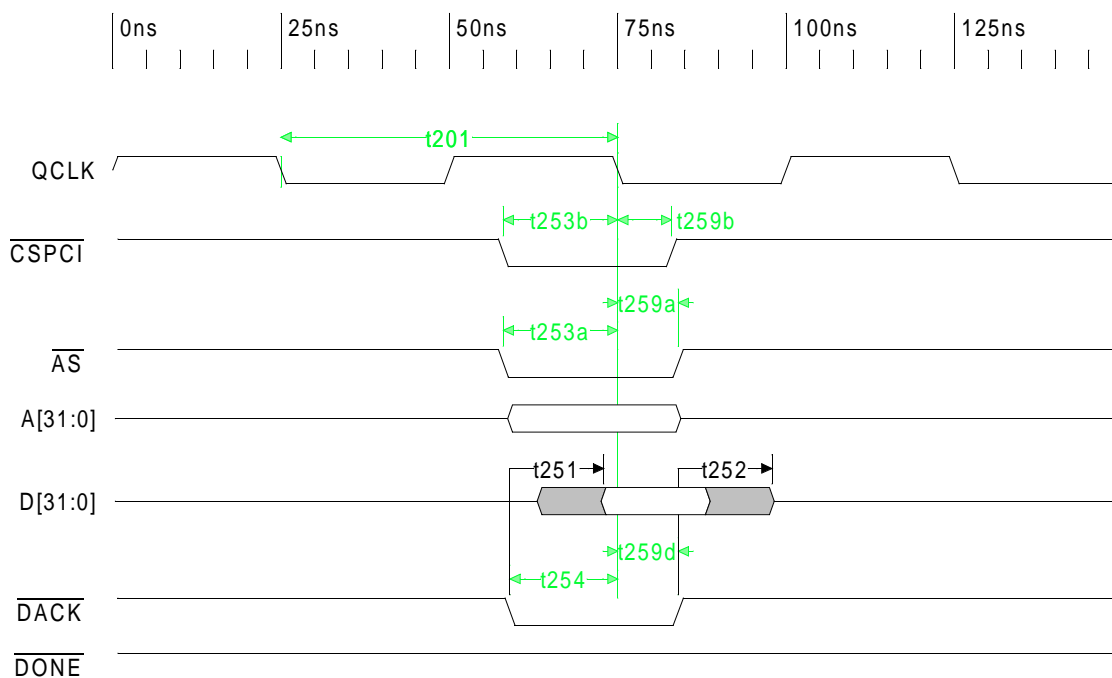 0ns 25ns 50ns 75ns 100ns 125ns
t201
QCLK
t253b t259b
CSPCI
t259a
t253a
AS
A[31:0]
t251 t252
D[31:0]
t259d
t254
DACK
DONE